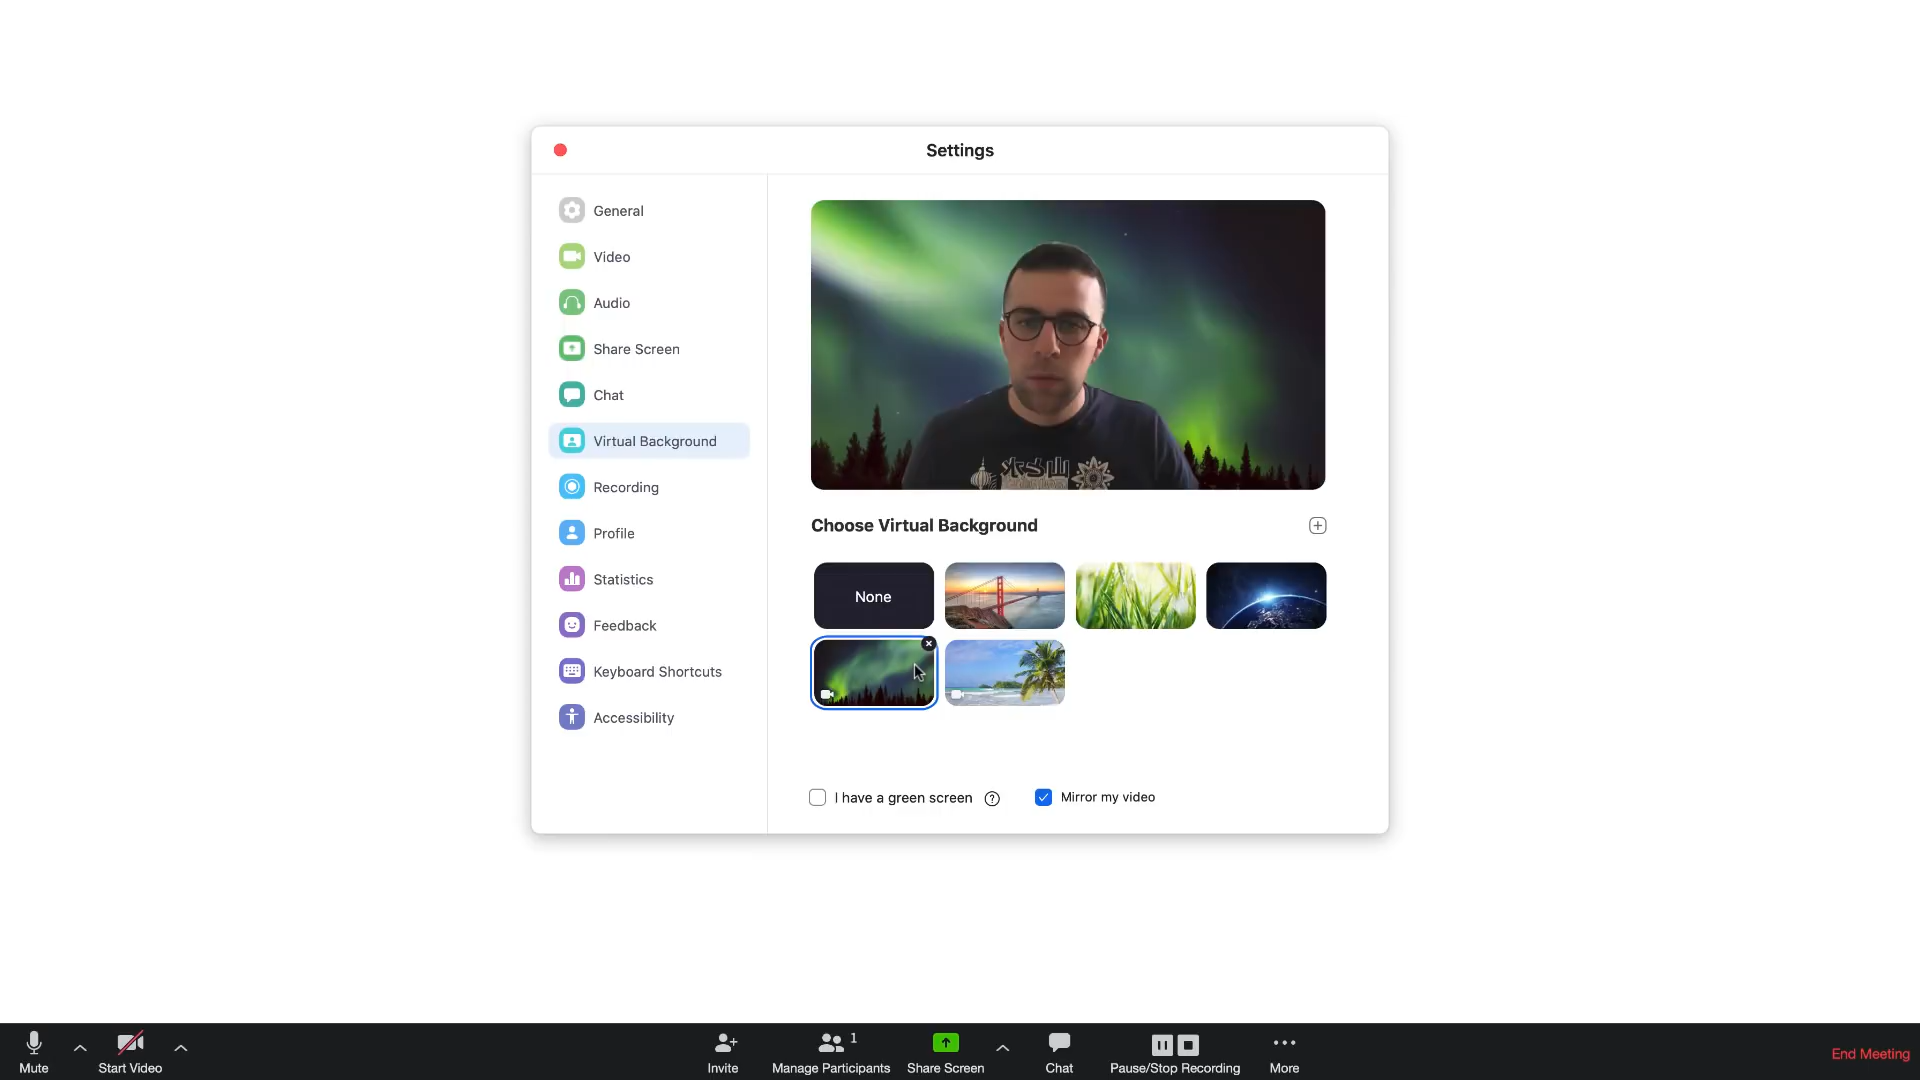 Settings
General
Video
Audio
Share Screen
Chat
Virtual Background
Recording
Profile
Statistics
Feedback
Keyboard Shortcuts
Accessibility
Choose Virtual Background
None
I have a green screen
Mirror my video
Mute
Start Video
Invite
1
Manage Participants
Share Screen
Chat
Pause/Stop Recording
More
End Meeting